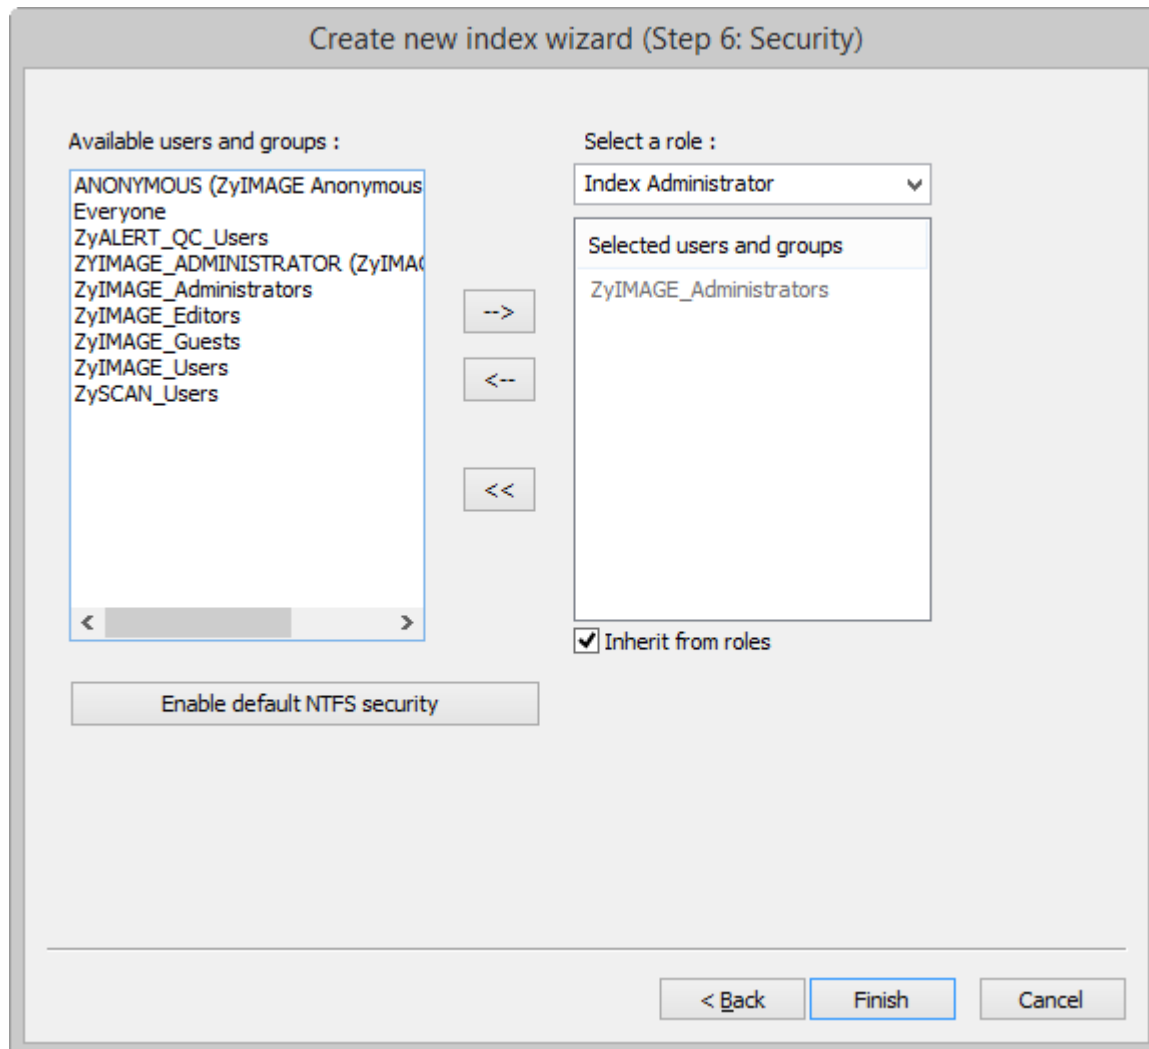 Create new index wizard (Step 6: Security)
Available users and groups :
ANONYMOUS (ZyIMAGE Anonymous
Everyone
ZyALERT_QC_Users
ZYIMAGE_ADMINISTRATOR (ZyIMAG
ZyIMAGE_Administrators
ZyIMAGE_Editors
ZyIMAGE_Guests
ZyIMAGE_Users
ZySCAN_Users
-->
<--
<<
Select a role :
Index Administrator
Selected users and groups
ZyIMAGE_Administrators
Inherit from roles
Enable default NTFS security
< Back
Finish
Cancel